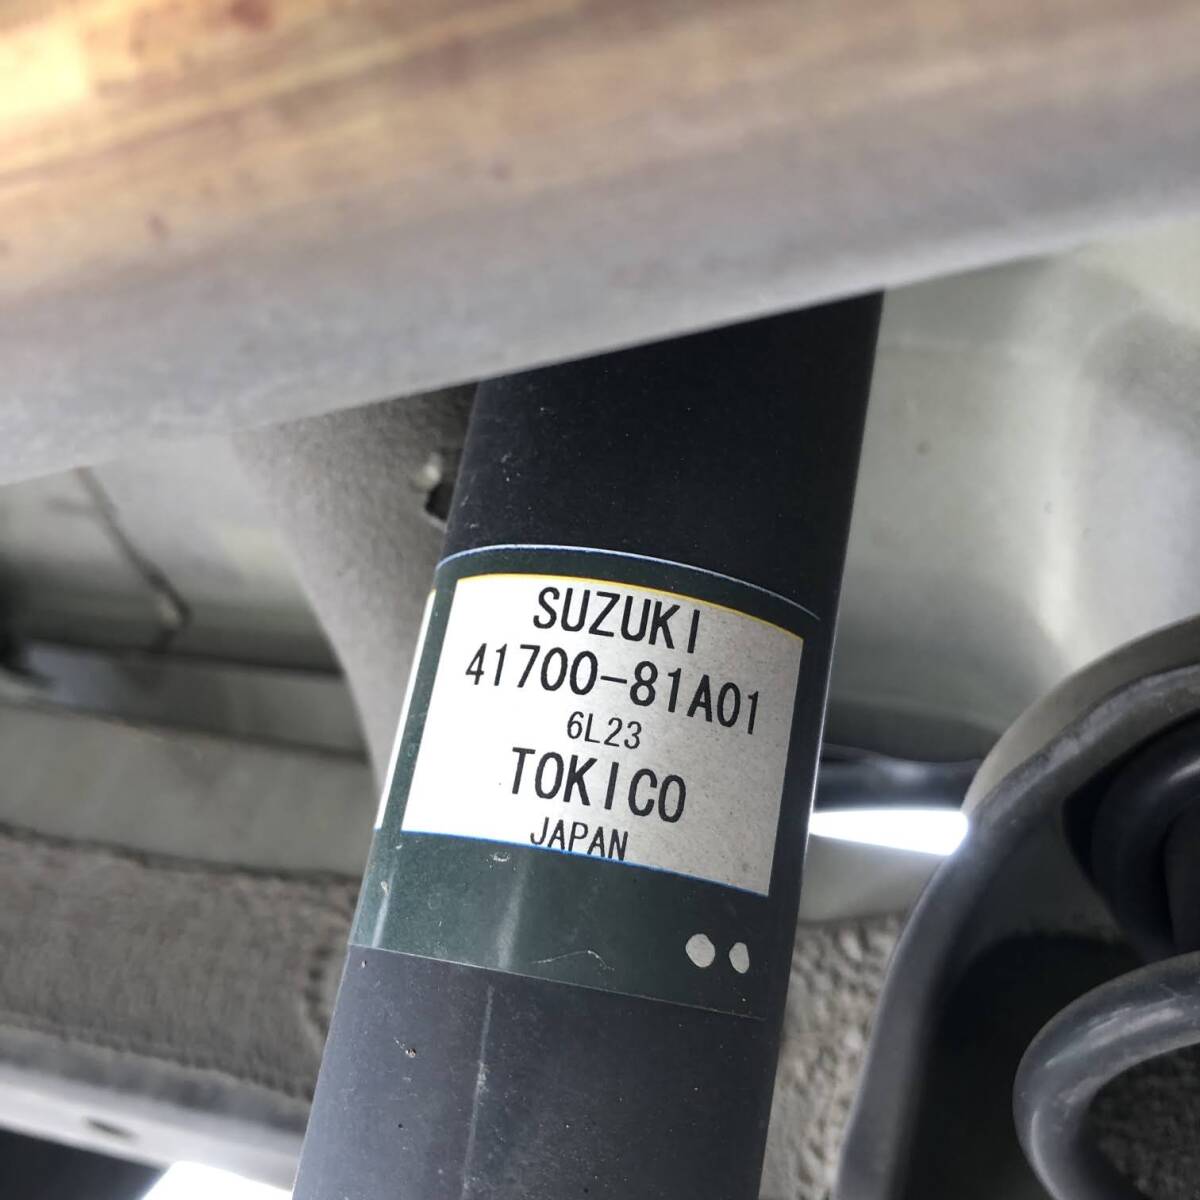 SUZUKI
41700-81A01
6L23
TOKICO
JAPAN